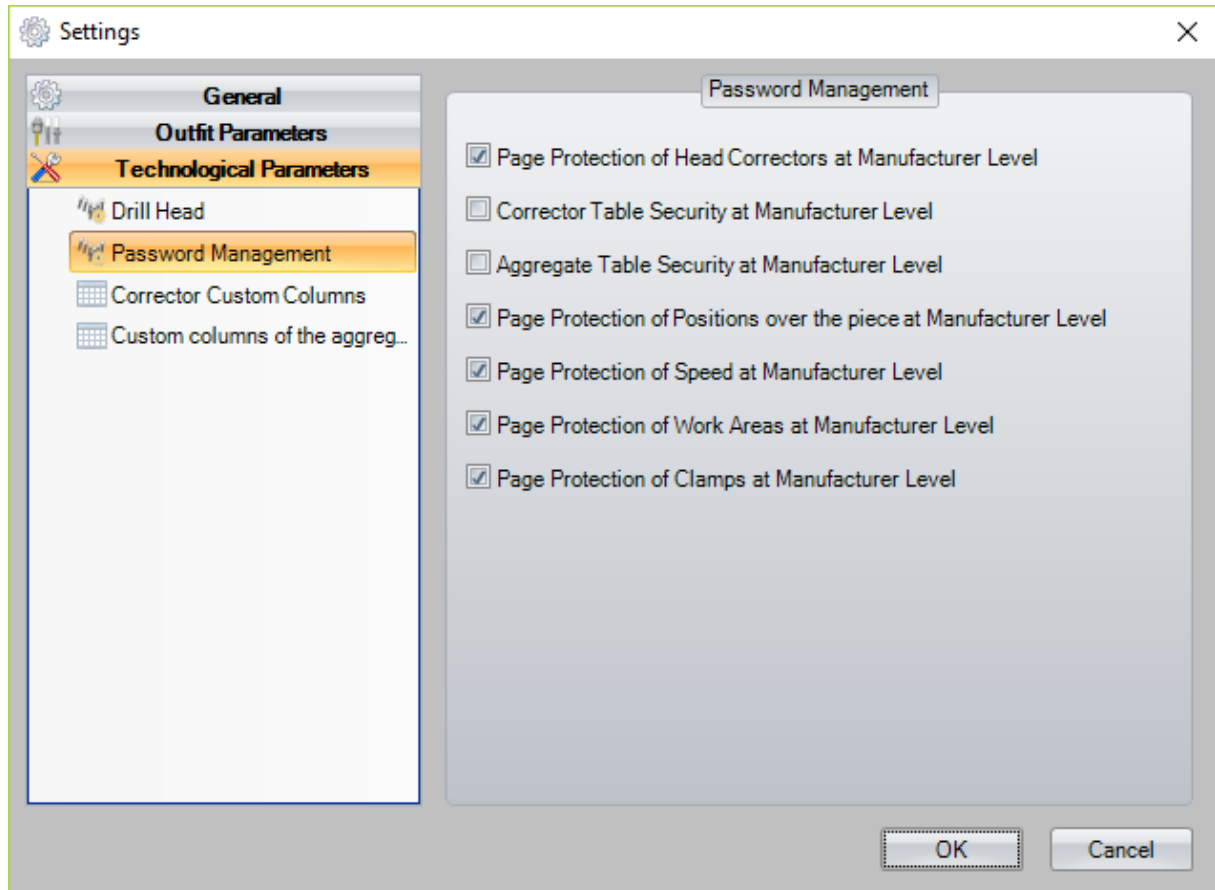 Settings
General
Outfit Parameters
Technological Parameters
Drill Head
Password Management
Corrector Custom Columns
Custom columns of the aggreg...
Password Management
Page Protection of Head Correctors at Manufacturer Level
Corrector Table Security at Manufacturer Level
Aggregate Table Security at Manufacturer Level
Page Protection of Positions over the piece at Manufacturer Level
Page Protection of Speed at Manufacturer Level
Page Protection of Work Areas at Manufacturer Level
Page Protection of Clamps at Manufacturer Level
OK
Cancel